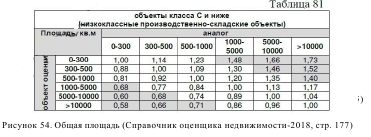 Таблица 81
объекты класса С и ниже
(низкоклассные производственно-складские объекты)
Площадь, кв.м аналог
0-300 300-500 500-1000 1000-5000 5000-10000 >10000
объект оценки
0-300 1,00 1,14 1,23 1,48 1,66 1,73
300-500 0,88 1,00 1,09 1,30 1,46 1,52
500-1000 0,81 0,92 1,00 1,20 1,35 1,40
1000-5000 0,68 0,77 0,84 1,00 1,13 1,17
5000-10000 0,60 0,68 0,74 0,89 1,00 1,04
>10000 0,58 0,66 0,71 0,86 0,96 1,00
Рисунок 54. Общая площадь (Справочник оценщика недвижимости-2018, стр. 177)